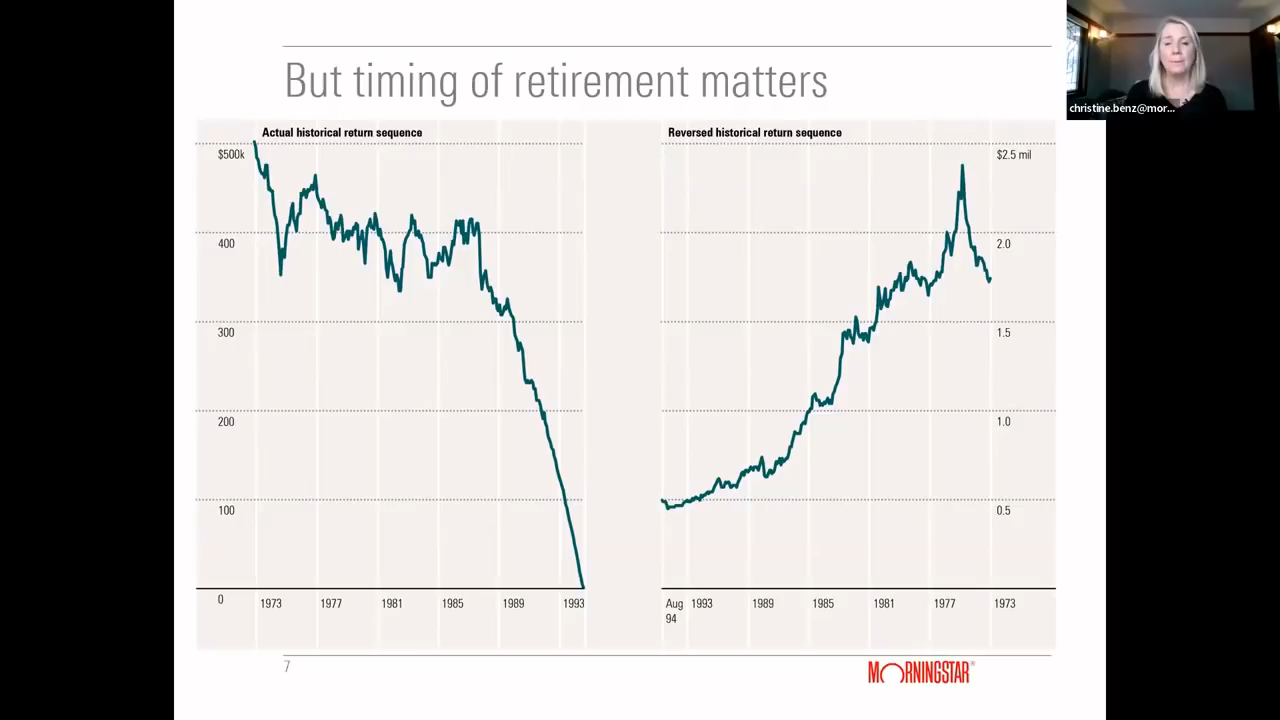 But timing of retirement matters
christine.benz@mor...
Actual historical return sequence
$500k
400
300
200
100
0
1973
1977
1981
1985
1989
1993
Reversed historical return sequence
$2.5 mil
2.0
1.5
1.0
0.5
Aug
94
1993
1989
1985
1981
1977
1973
7
MORNINGSTAR®